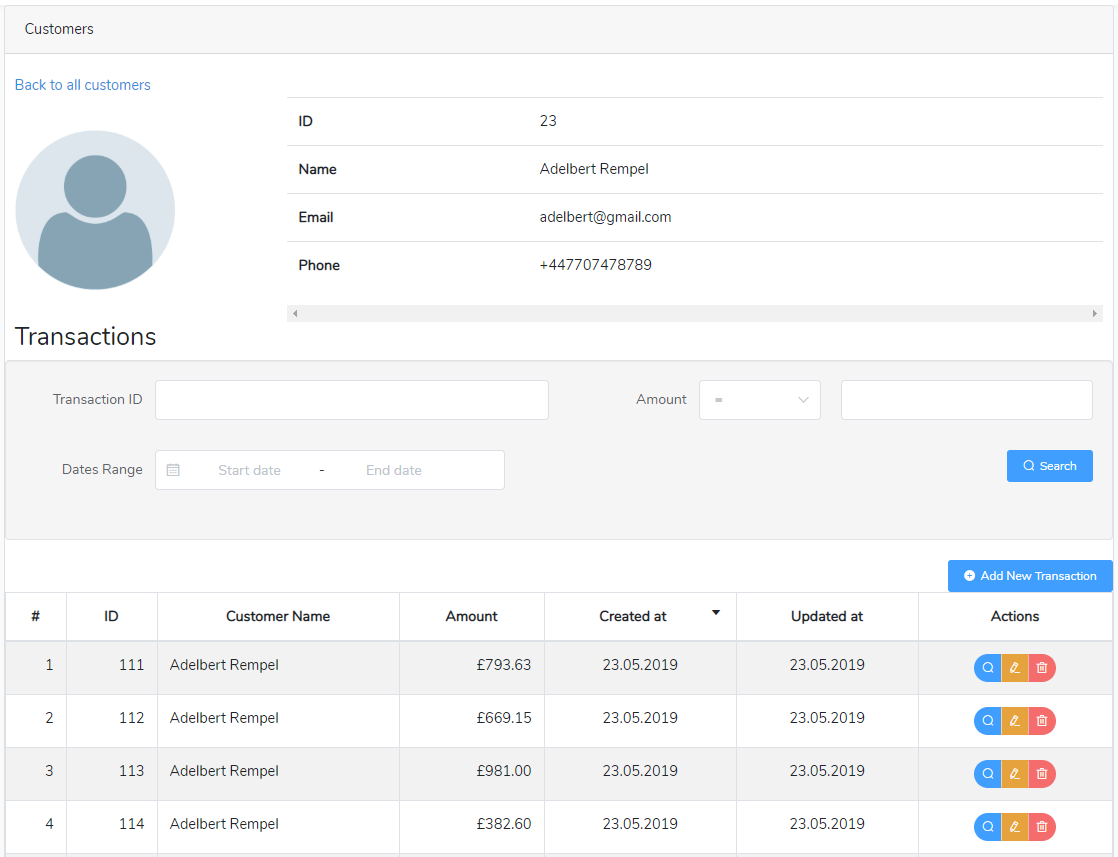 Customers
Back to all customers
ID 23
Name Adelbert Rempel
Email adelbert@gmail.com
Phone +447707478789
Transactions
Transaction ID Amount =
Dates Range Start date - End date Search
Add New Transaction
# ID Customer Name Amount Created at Updated at Actions
1 111 Adelbert Rempel £793.63 23.05.2019 23.05.2019
2 112 Adelbert Rempel £669.15 23.05.2019 23.05.2019
3 113 Adelbert Rempel £981.00 23.05.2019 23.05.2019
4 114 Adelbert Rempel £382.60 23.05.2019 23.05.2019